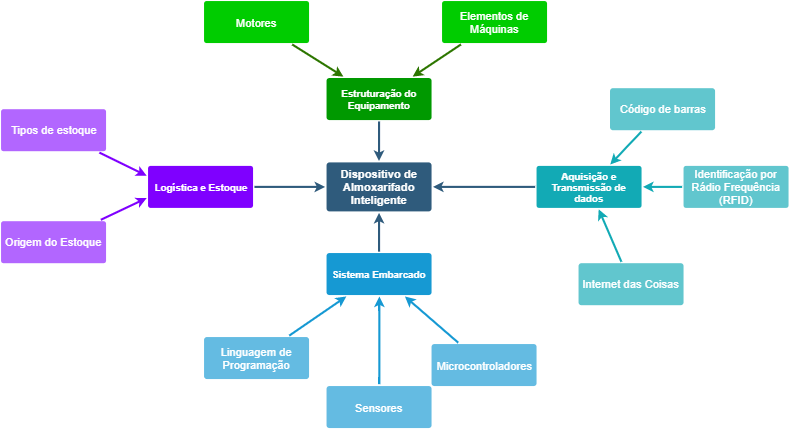 Motores
Elementos de
Máquinas
Estruturação do
Equipamento
Código de barras
Tipos de estoque
Logística e Estoque
Dispositivo de
Almoxarifado
Inteligente
Aquisição e
Transmissão de
dados
Identificação por
Rádio Frequência
(RFID)
Origem do Estoque
Sistema Embarcado
Internet das Coisas
Linguagem de
Programação
Microcontroladores
Sensores